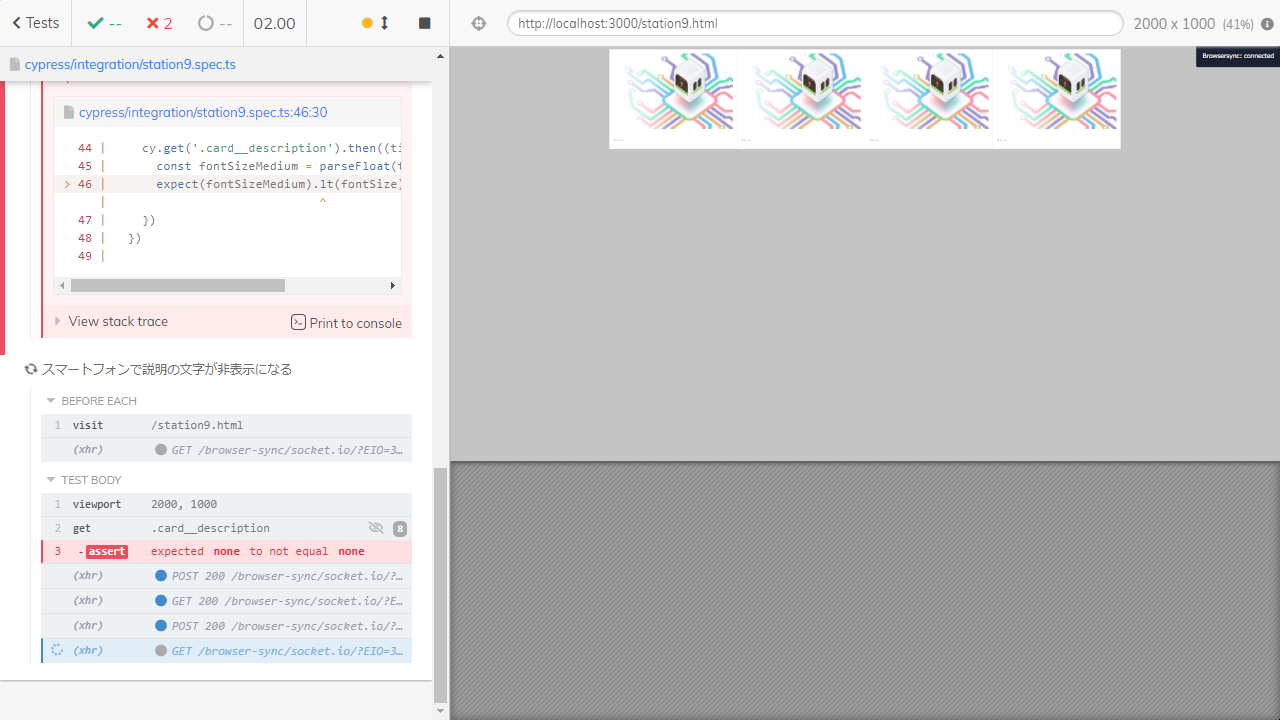 Tests
--
2
--
02.00
http://localhost:3000/station9.html
2000 x 1000 (41%)
cypress/integration/station9.spec.ts
Browsersync: connected
cypress/integration/station9.spec.ts:46:30
44 | cy.get('.card__description').then((ti
45 | const fontSizeMedium = parseFloat(t
> 46 | expect(fontSizeMedium).lt(fontSize)
| ^
47 | })
48 | })
49 |
View stack trace
Print to console
スマートフォンで説明の文字が非表示になる
BEFORE EACH
1 visit /station9.html
(xhr) GET /browser-sync/socket.io/?EIO=3…
TEST BODY
1 viewport 2000, 1000
2 get .card__description 8
3 -assert expected none to not equal none
(xhr) POST 200 /browser-sync/socket.io/?…
(xhr) GET 200 /browser-sync/socket.io/?E…
(xhr) POST 200 /browser-sync/socket.io/?…
(xhr) GET /browser-sync/socket.io/?EIO=3…